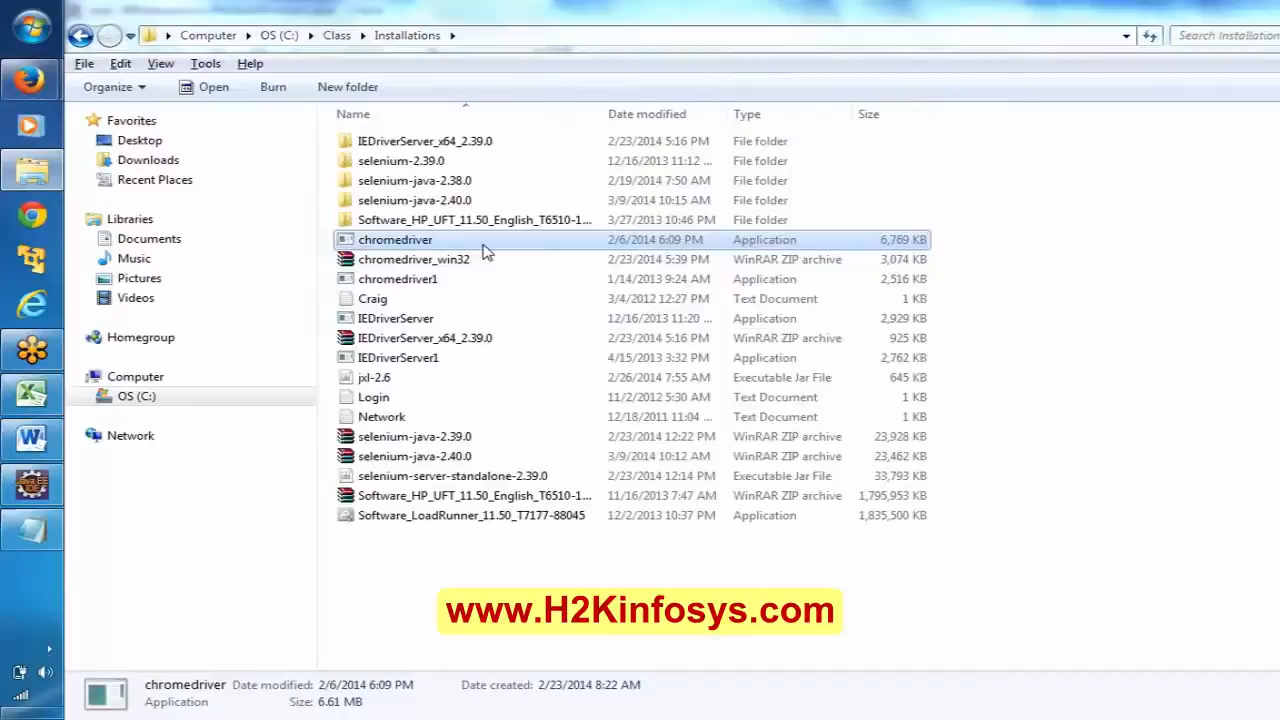 Computer OS (C:) Class Installations Search Installation
File Edit View Tools Help
Organize Open Burn New folder
Name Date modified Type Size
Favorites
Desktop
Downloads
Recent Places
Libraries
Documents
Music
Pictures
Videos
Homegroup
Computer
OS (C:)
Network
IEDriverServer_x64_2.39.0 2/23/2014 5:16 PM File folder
selenium-2.39.0 12/16/2013 11:12 ... File folder
selenium-java-2.38.0 2/19/2014 7:50 AM File folder
selenium-java-2.40.0 3/9/2014 10:15 AM File folder
Software_HP_UFT_11.50_English_T6510-1... 3/27/2013 10:46 PM File folder
chromedriver 2/6/2014 6:09 PM Application 6,769 KB
chromedriver_win32 2/23/2014 5:39 PM WinRAR ZIP archive 3,074 KB
chromedriver1 1/14/2013 9:24 AM Application 2,516 KB
Craig 3/4/2012 12:27 PM Text Document 1 KB
IEDriverServer 12/16/2013 11:20 ... Application 2,929 KB
IEDriverServer_x64_2.39.0 2/23/2014 5:16 PM WinRAR ZIP archive 925 KB
IEDriverServer1 4/15/2013 3:32 PM Application 2,762 KB
jxl-2.6 2/26/2014 7:55 AM Executable Jar File 645 KB
Login 11/2/2012 5:30 AM Text Document 1 KB
Network 12/18/2011 11:04 ... Text Document 1 KB
selenium-java-2.39.0 2/23/2014 12:22 PM WinRAR ZIP archive 23,928 KB
selenium-java-2.40.0 3/9/2014 10:12 AM WinRAR ZIP archive 23,462 KB
selenium-server-standalone-2.39.0 2/23/2014 12:14 PM Executable Jar File 33,793 KB
Software_HP_UFT_11.50_English_T6510-1... 11/16/2013 7:47 AM WinRAR ZIP archive 1,795,953 KB
Software_LoadRunner_11.50_T7177-88045 12/2/2013 10:37 PM Application 1,835,500 KB
www.H2Kinfosys.com
chromedriver Date modified: 2/6/2014 6:09 PM Date created: 2/23/2014 8:22 AM
Application Size: 6.61 MB